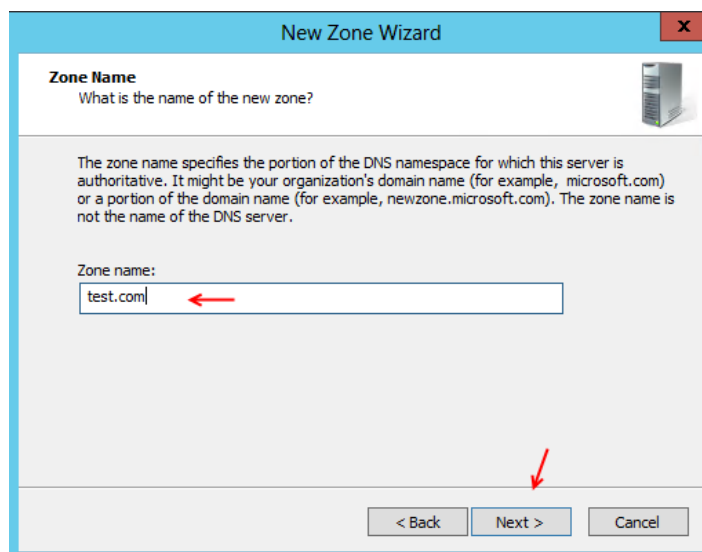 New Zone Wizard
x
Zone Name
What is the name of the new zone?
The zone name specifies the portion of the DNS namespace for which this server is
authoritative. It might be your organization's domain name (for example, microsoft.com)
or a portion of the domain name (for example, newzone.microsoft.com). The zone name is
not the name of the DNS server.
Zone name:
test.com
< Back Next > Cancel